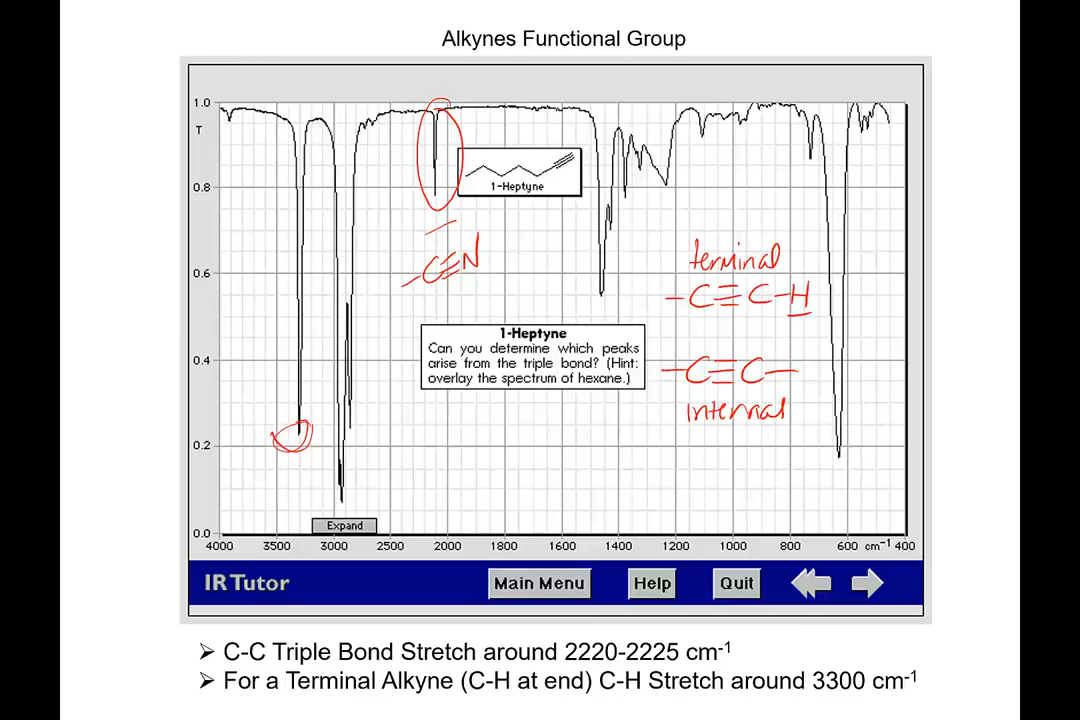 Alkynes Functional Group
1.0
T
0.8
0.6
0.4
0.2
0.0
1-Heptyne
-C≡N
terminal
-C≡C-H
-C≡C-
internal
1-Heptyne
Can you determine which peaks
arise from the triple bond? (Hint:
overlay the spectrum of hexane.)
Expand
4000 3500 3000 2500 2000 1800 1600 1400 1200 1000 800 600 cm⁻¹ 400
IR Tutor
Main Menu Help Quit
➢ C-C Triple Bond Stretch around 2220-2225 cm⁻¹
➢ For a Terminal Alkyne (C-H at end) C-H Stretch around 3300 cm⁻¹